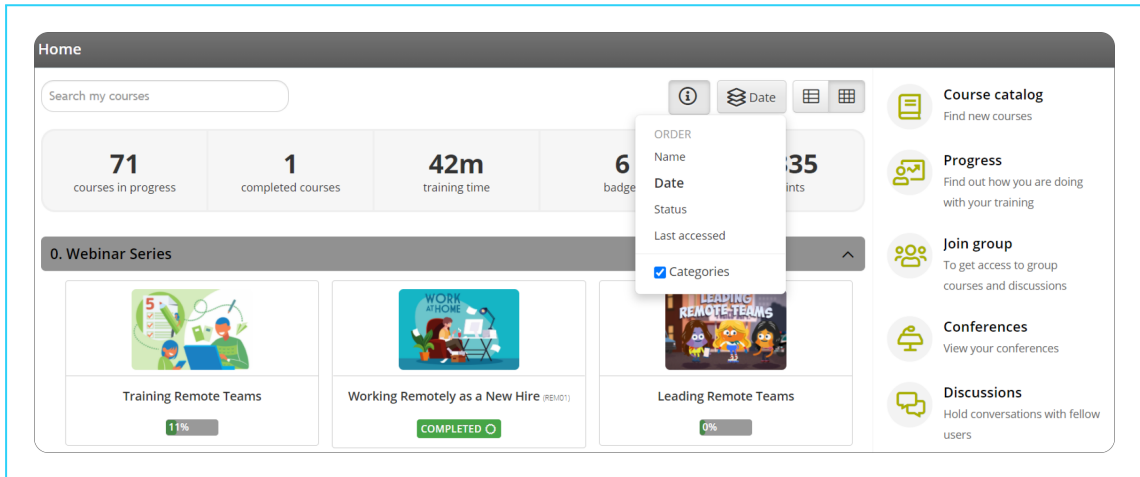 Home
Search my courses
Date
ORDER
Name
Date
Status
Last accessed
Categories
71
courses in progress
1
completed courses
42m
training time
6
35
0. Webinar Series
5
Training Remote Teams
11%
WORK
AT HOME
Working Remotely as a New Hire (REM01)
COMPLETED
LEADING
REMOTE TEAMS
Leading Remote Teams
0%
Course catalog
Find new courses
Progress
Find out how you are doing
with your training
Join group
To get access to group
courses and discussions
Conferences
View your conferences
Discussions
Hold conversations with fellow
users